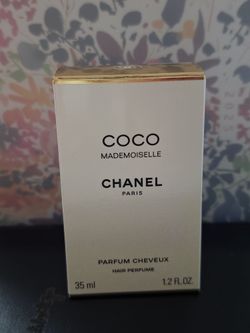 COCO
MADEMOISELLE
CHANEL
PARIS
PARFUM CHEVEUX
HAIR PERFUME
35 ml 1.2 FL.OZ.